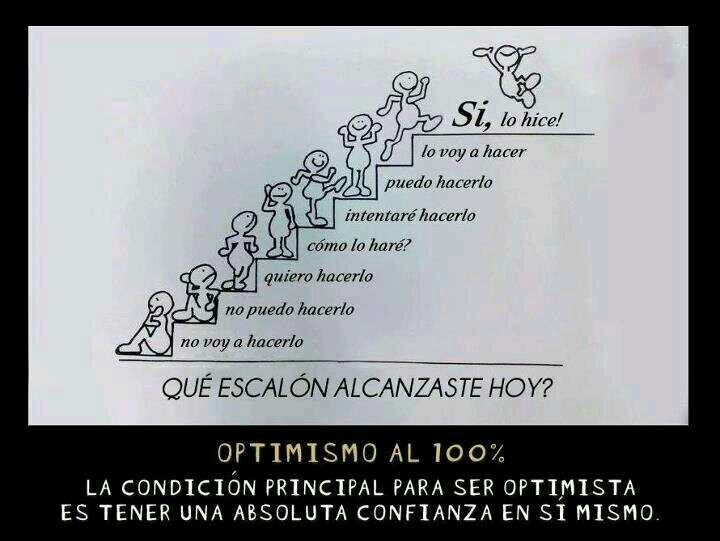 Si, lo hice!
lo voy a hacer
puedo hacerlo
intentaré hacerlo
cómo lo haré?
quiero hacerlo
no puedo hacerlo
no voy a hacerlo
QUÉ ESCALÓN ALCANZASTE HOY?
OPTIMISMO AL 100%
LA CONDICIÓN PRINCIPAL PARA SER OPTIMISTA
ES TENER UNA ABSOLUTA CONFIANZA EN SÍ MISMO.